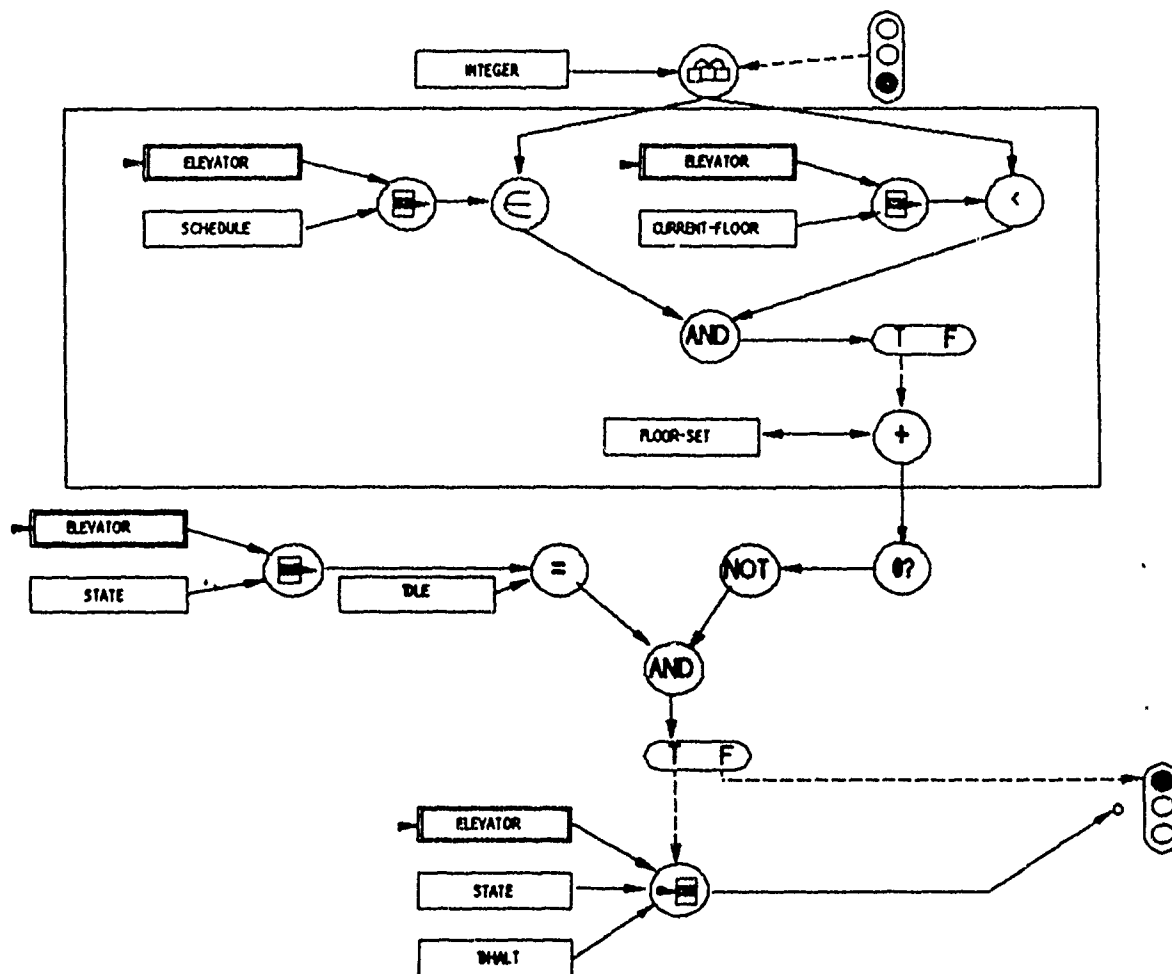 INTEGER
ELEVATOR
ELEVATOR
SCHEDULE
∈
CURRENT-FLOOR
<
AND
T F
FLOOR-SET
+
ELEVATOR
STATE
IDLE
=
NOT
0?
AND
T F
ELEVATOR
STATE